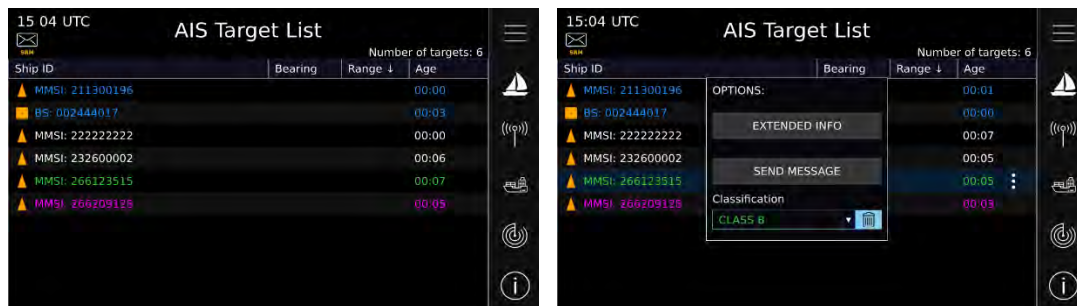 15 04 UTC
AIS Target List
SRM
Number of targets: 6
Ship ID Bearing Range ↓ Age
MMSI: 211300196 00:00
BS: 002444017 00:03
MMSI: 222222222 00:00
MMSI: 232600002 00:06
MMSI: 266123515 00:07
MMSI: 266209128 00:05
15:04 UTC
AIS Target List
SRM
Number of targets: 6
Ship ID Bearing Range ↓ Age
MMSI: 211300196 OPTIONS: 00:01
BS: 002444017 00:00
EXTENDED INFO
MMSI: 222222222 00:07
MMSI: 232600002 00:05
SEND MESSAGE
MMSI: 266123515 00:05
Classification
MMSI: 266209128 00:03
CLASS B